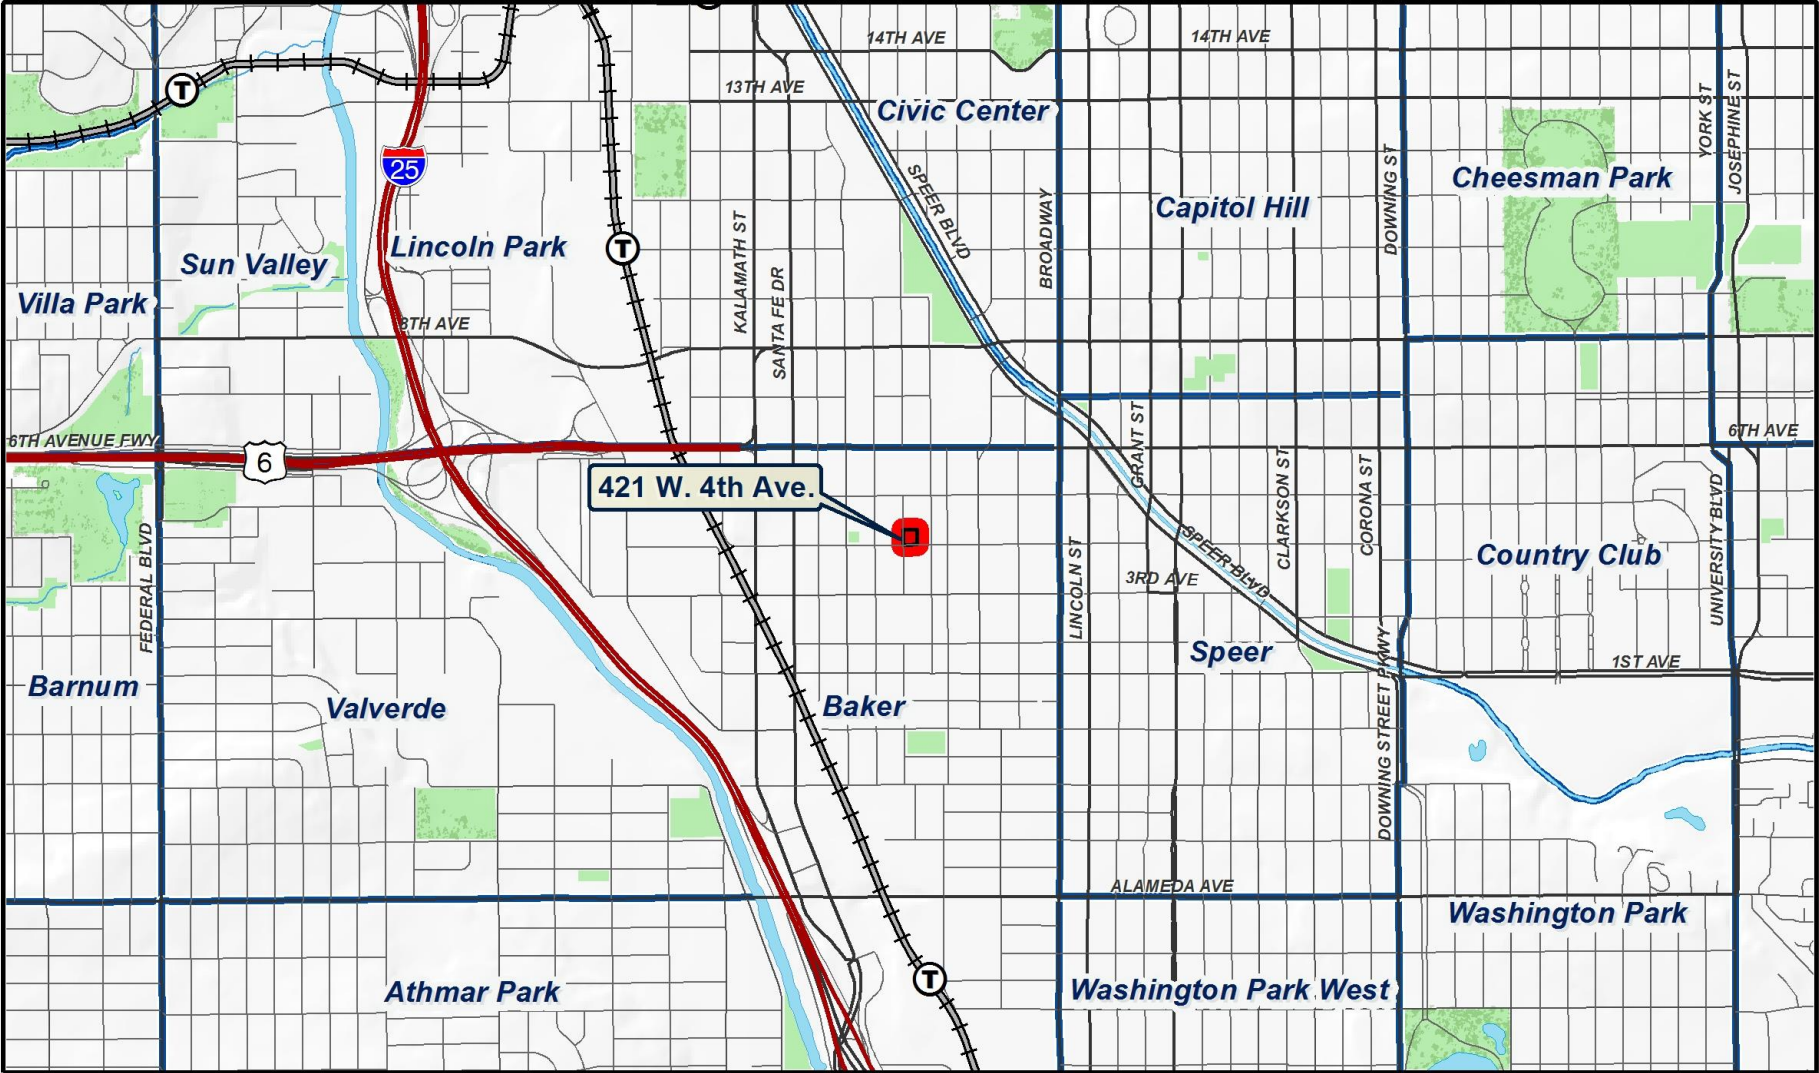 14TH AVE
14TH AVE
13TH AVE
Civic Center
YORK ST
JOSEPHINE ST
T
25
SPEER BLVD
DOWNING ST
Cheesman Park
Capitol Hill
BROADWAY
KALAMATH ST
Lincoln Park
T
Sun Valley
SANTA FE DR
Villa Park
8TH AVE
GRANT ST
6TH AVE
6TH AVENUE FWY
6
421 W. 4th Ave.
CLARKSON ST
CORONA ST
UNIVERSITY BLVD
FEDERAL BLVD
LINCOLN ST
SPEER BLVD
Country Club
3RD AVE
Speer
1ST AVE
Barnum
Valverde
Baker
DOWNING STREET PKWY
ALAMEDA AVE
Washington Park
T
Athmar Park
Washington Park West